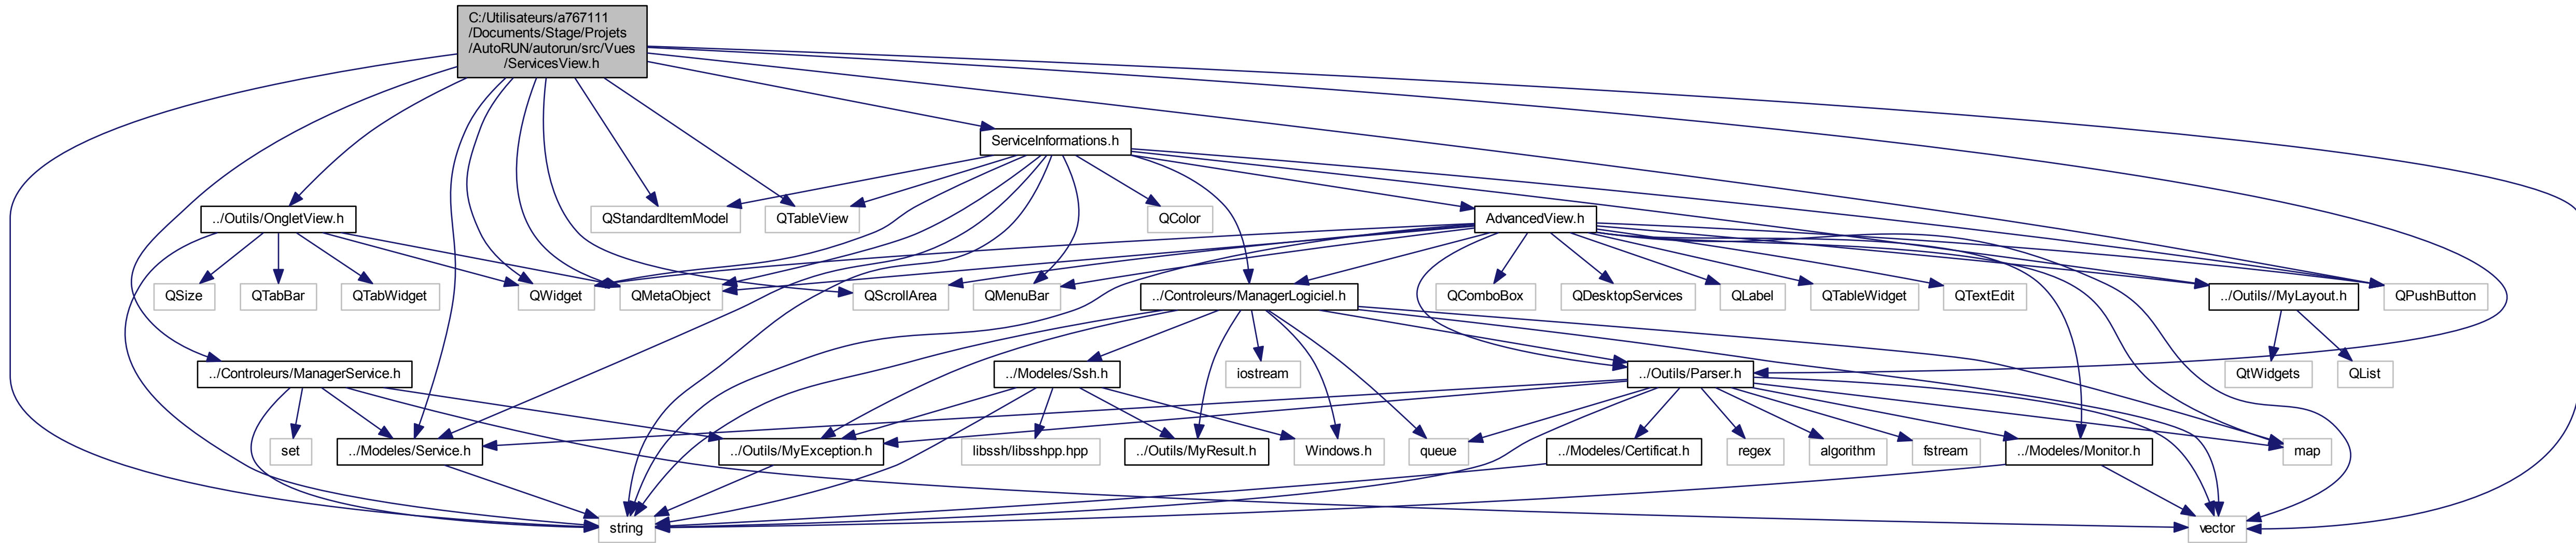 C:/Utilisateurs/a767111
/Documents/Stage/Projets
/AutoRUN/autorun/src/Vues
/ServicesView.h
ServiceInformations.h
../Outils/OngletView.h
QStandardItemModel
QTableView
QColor
AdvancedView.h
QSize
QTabBar
QTabWidget
QWidget
QMetaObject
QScrollArea
QMenuBar
../Controleurs/ManagerLogiciel.h
QComboBox
QDesktopServices
QLabel
QTableWidget
QTextEdit
../Outils//MyLayout.h
QPushButton
../Controleurs/ManagerService.h
../Modeles/Ssh.h
iostream
../Outils/Parser.h
QtWidgets
QList
set
../Modeles/Service.h
../Outils/MyException.h
libssh/libsshpp.hpp
../Outils/MyResult.h
Windows.h
queue
../Modeles/Certificat.h
regex
algorithm
fstream
../Modeles/Monitor.h
map
string
vector